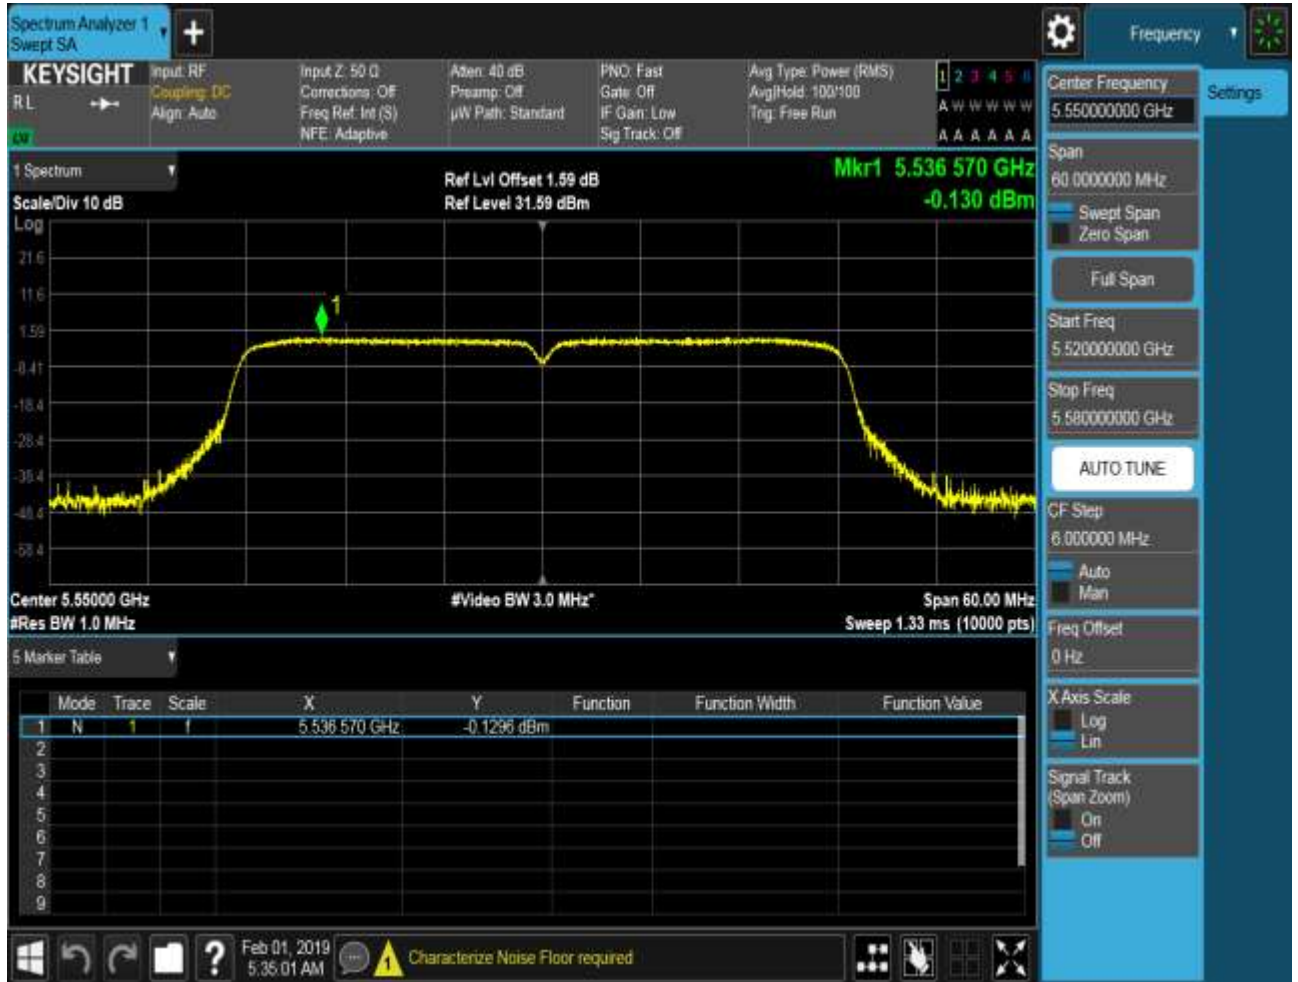 Spectrum Analyzer 1
Swept SA
+
Frequency
KEYSIGHT
R L
Input: RF
Coupling: DC
Align: Auto
Input Z: 50 Ω
Corrections: Off
Freq Ref: Int (S)
NFE: Adaptive
Atten: 40 dB
Preamp: Off
µW Path: Standard
PNO: Fast
Gate: Off
IF Gain: Low
Sig Track: Off
Avg Type: Power (RMS)
Avg|Hold: 100/100
Trig: Free Run
1 2 3 4 5 6
A W W W W W
A A A A A A
1 Spectrum
Scale/Div 10 dB
Ref Lvl Offset 1.59 dB
Ref Level 31.59 dBm
Mkr1 5.536 570 GHz
-0.130 dBm
Log
21.6
11.6
1.59
-8.41
-18.4
-28.4
-38.4
-48.4
-58.4
1
Center 5.55000 GHz
#Res BW 1.0 MHz
#Video BW 3.0 MHz*
Span 60.00 MHz
Sweep 1.33 ms (10000 pts)
5 Marker Table
Mode Trace Scale X Y Function Function Width Function Value
1 N 1 f 5.536 570 GHz -0.1296 dBm
2
3
4
5
6
7
8
9
Feb 01, 2019
5:35:01 AM
?
1
Characterize Noise Floor required
Settings
Center Frequency
5.550000000 GHz
Span
60.0000000 MHz
Swept Span
Zero Span
Full Span
Start Freq
5.520000000 GHz
Stop Freq
5.580000000 GHz
AUTO TUNE
CF Step
6.000000 MHz
Auto
Man
Freq Offset
0 Hz
X Axis Scale
Log
Lin
Signal Track
(Span Zoom)
On
Off